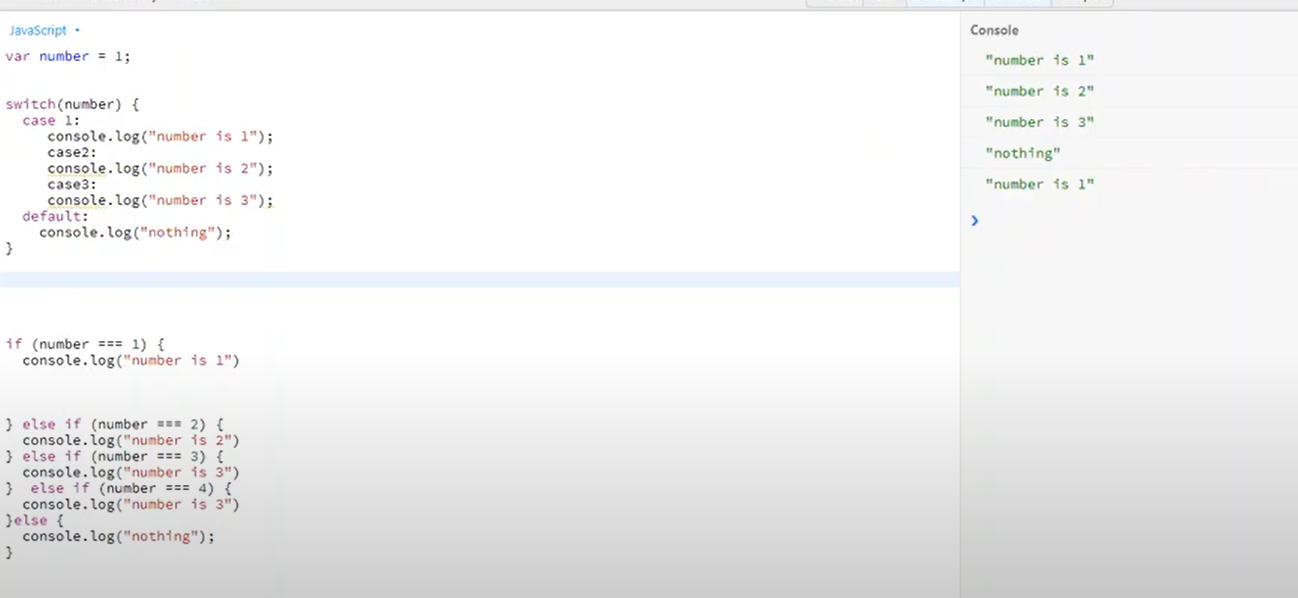 JavaScript
var number = 1;
switch(number) {
case 1:
console.log("number is 1");
case2:
console.log("number is 2");
case3:
console.log("number is 3");
default:
console.log("nothing");
}
if (number === 1) {
console.log("number is 1")
} else if (number === 2) {
console.log("number is 2")
} else if (number === 3) {
console.log("number is 3")
}  else if (number === 4) {
console.log("number is 3")
}else {
console.log("nothing");
}
Console
"number is 1"
"number is 2"
"number is 3"
"nothing"
"number is 1"